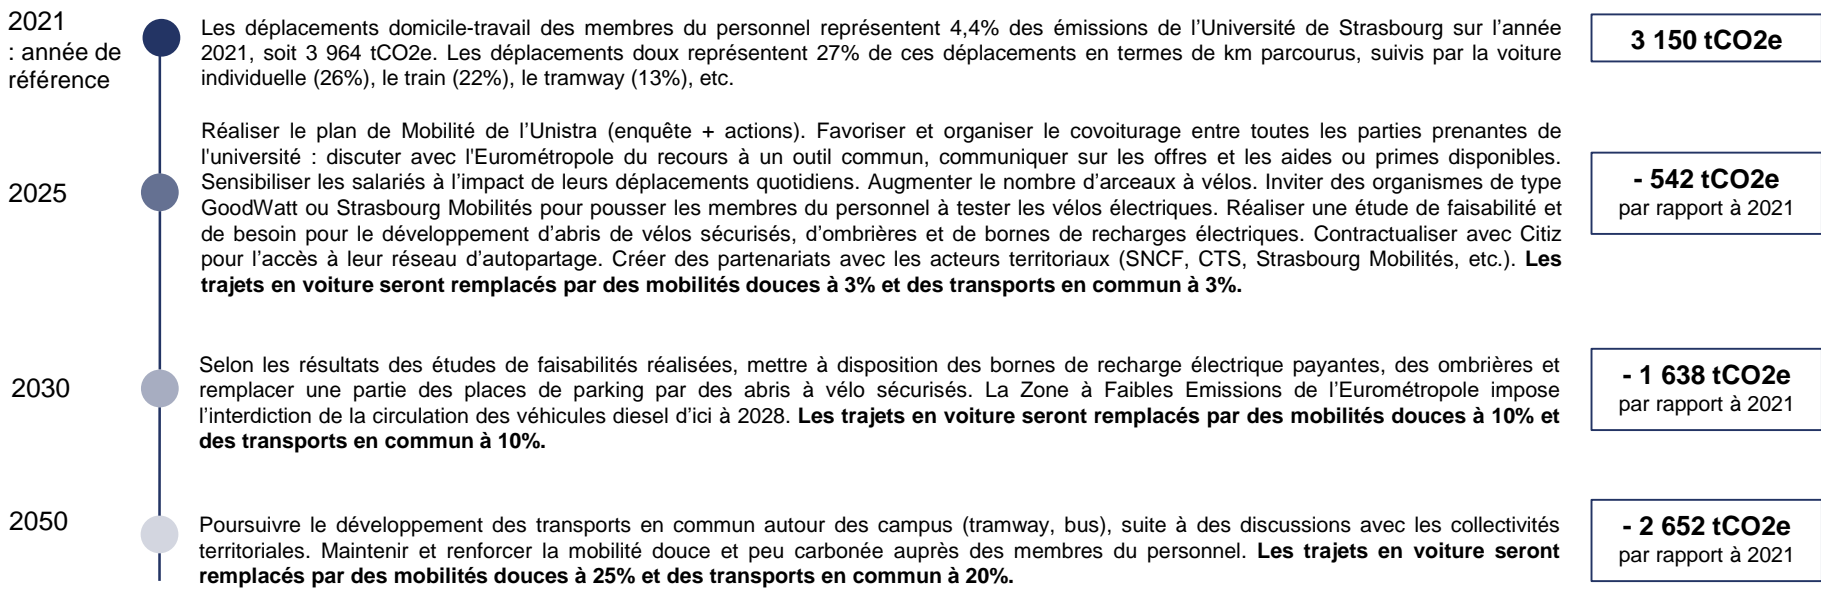 2021
: année de
référence
Les déplacements domicile-travail des membres du personnel représentent 4,4% des émissions de l’Université de Strasbourg sur l’année
2021, soit 3 964 tCO2e. Les déplacements doux représentent 27% de ces déplacements en termes de km parcourus, suivis par la voiture
individuelle (26%), le train (22%), le tramway (13%), etc.
3 150 tCO2e
2025
Réaliser le plan de Mobilité de l’Unistra (enquête + actions). Favoriser et organiser le covoiturage entre toutes les parties prenantes de
l'université : discuter avec l'Eurométropole du recours à un outil commun, communiquer sur les offres et les aides ou primes disponibles.
Sensibiliser les salariés à l’impact de leurs déplacements quotidiens. Augmenter le nombre d’arceaux à vélos. Inviter des organismes de type
GoodWatt ou Strasbourg Mobilités pour pousser les membres du personnel à tester les vélos électriques. Réaliser une étude de faisabilité et
de besoin pour le développement d’abris de vélos sécurisés, d’ombrières et de bornes de recharges électriques. Contractualiser avec Citiz
pour l’accès à leur réseau d’autopartage. Créer des partenariats avec les acteurs territoriaux (SNCF, CTS, Strasbourg Mobilités, etc.). Les
trajets en voiture seront remplacés par des mobilités douces à 3% et des transports en commun à 3%.
- 542 tCO2e
par rapport à 2021
2030
Selon les résultats des études de faisabilités réalisées, mettre à disposition des bornes de recharge électrique payantes, des ombrières et
remplacer une partie des places de parking par des abris à vélo sécurisés. La Zone à Faibles Emissions de l’Eurométropole impose
l’interdiction de la circulation des véhicules diesel d’ici à 2028. Les trajets en voiture seront remplacés par des mobilités douces à 10% et
des transports en commun à 10%.
- 1 638 tCO2e
par rapport à 2021
2050
Poursuivre le développement des transports en commun autour des campus (tramway, bus), suite à des discussions avec les collectivités
territoriales. Maintenir et renforcer la mobilité douce et peu carbonée auprès des membres du personnel. Les trajets en voiture seront
remplacés par des mobilités douces à 25% et des transports en commun à 20%.
- 2 652 tCO2e
par rapport à 2021